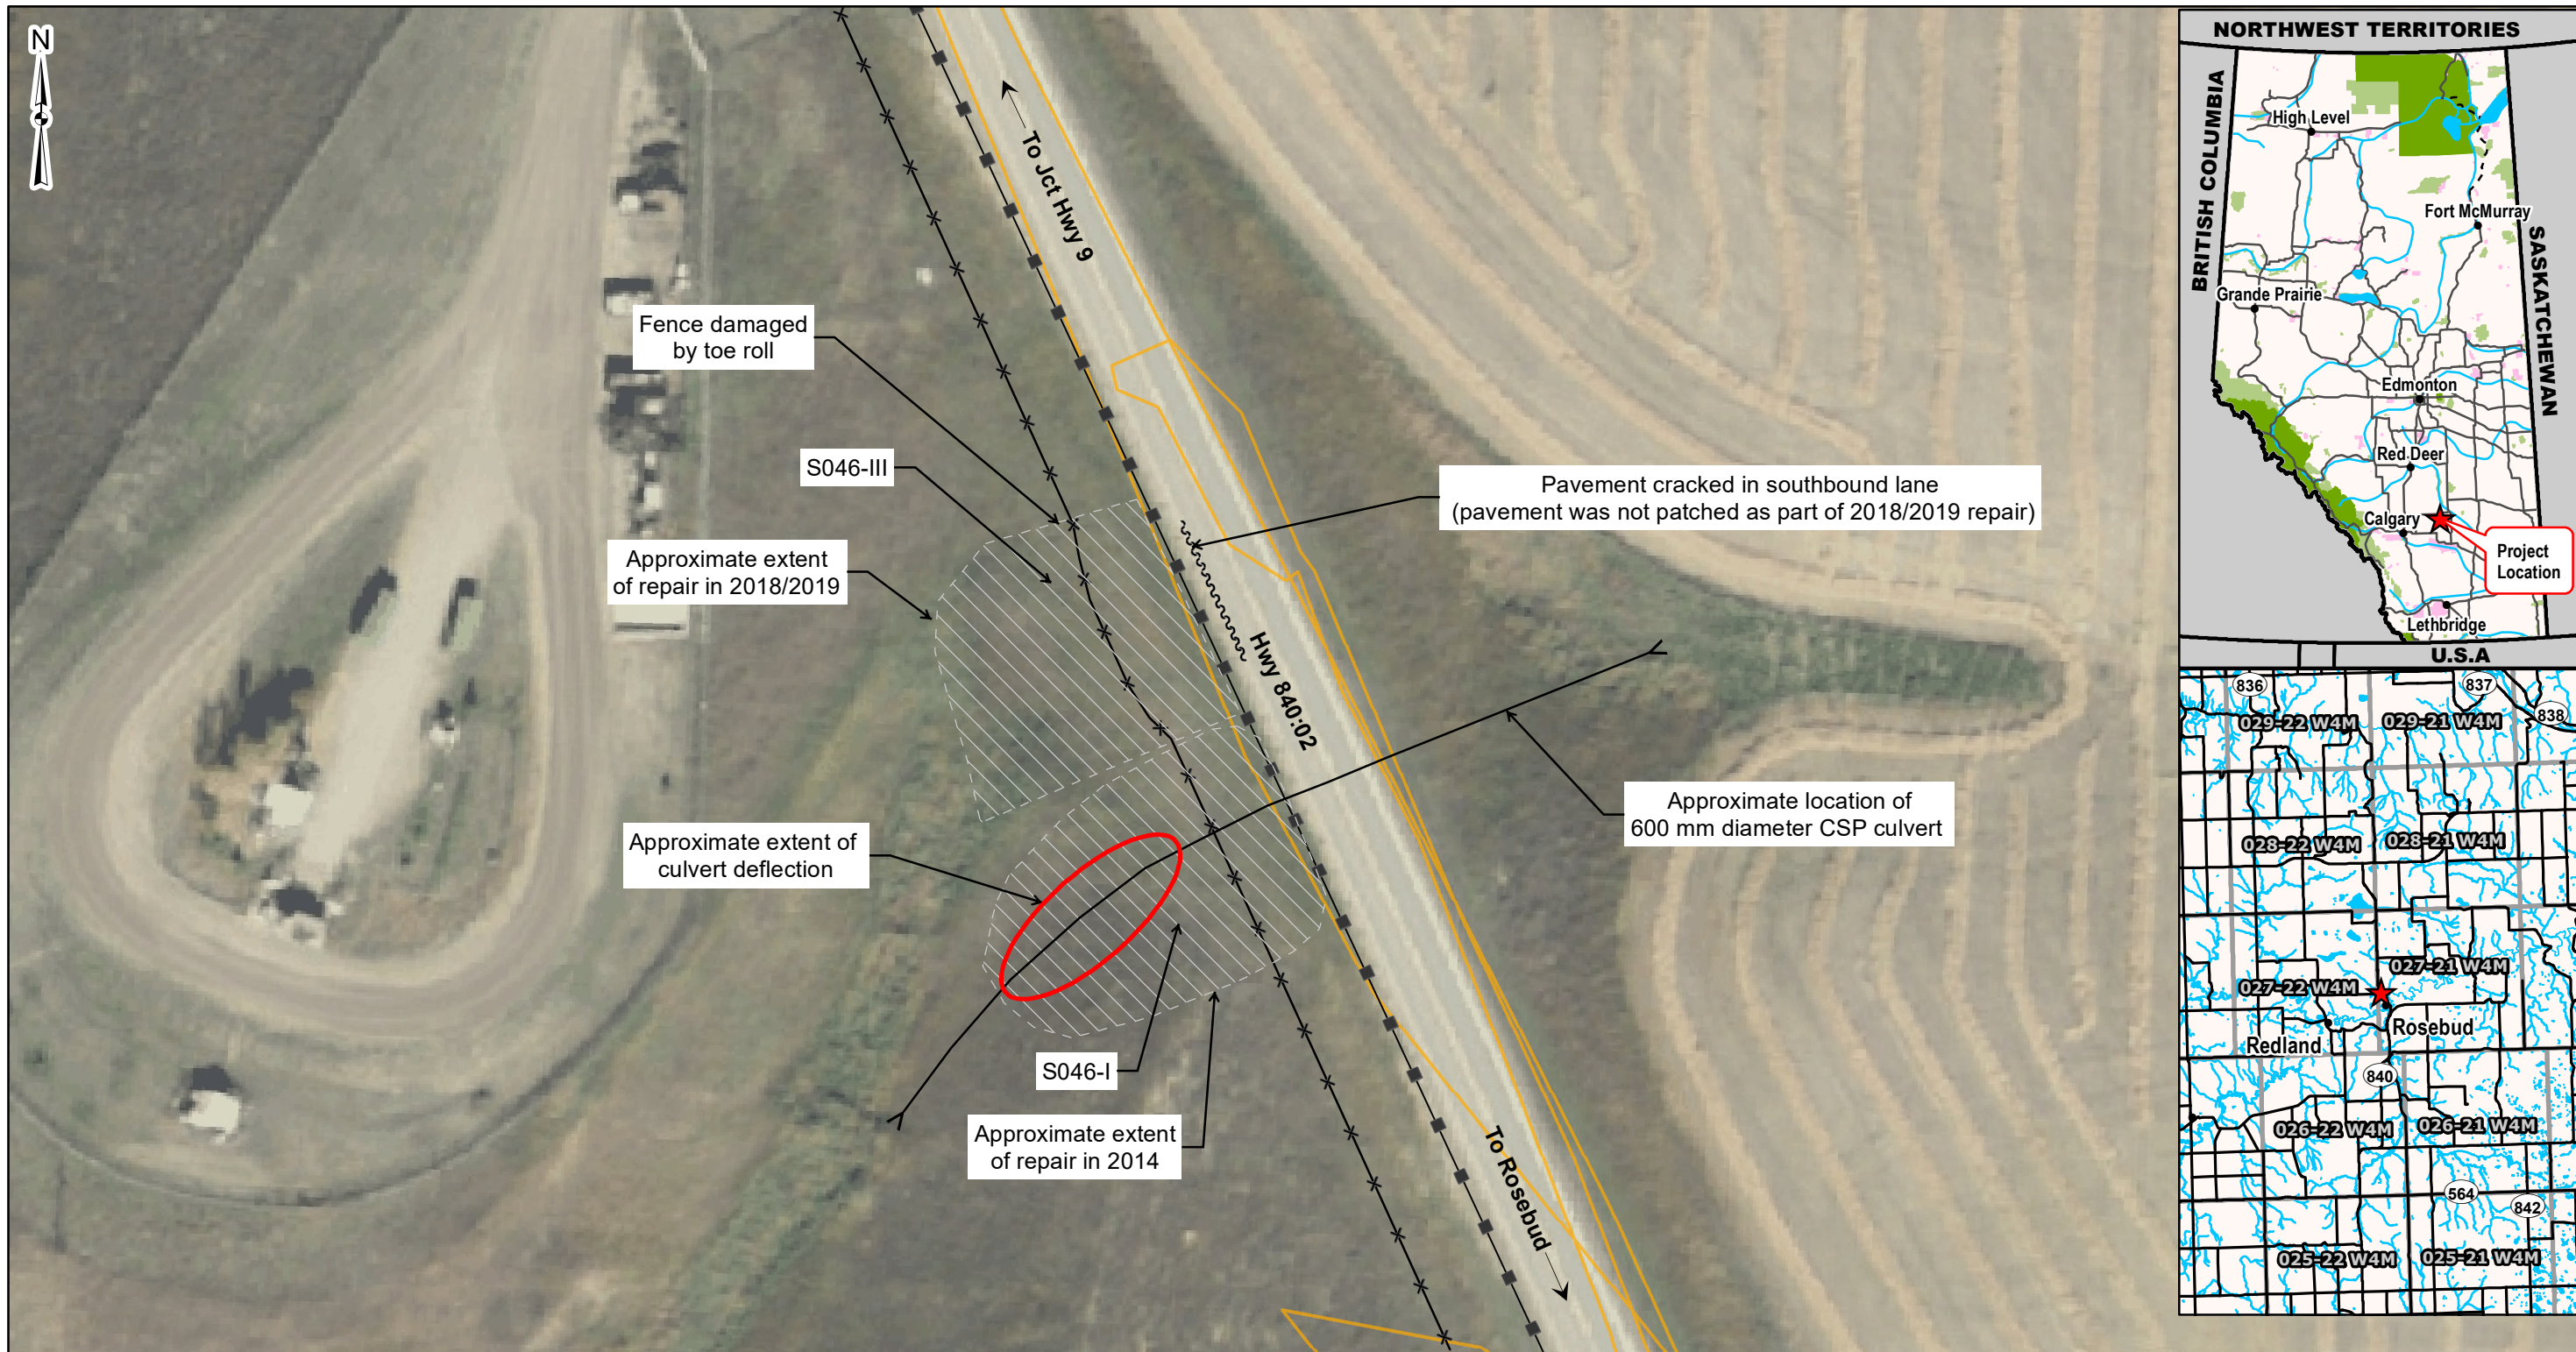 N
To Jct Hwy 9
Fence damaged
by toe roll
S046-III
Approximate extent
of repair in 2018/2019
Pavement cracked in southbound lane
(pavement was not patched as part of 2018/2019 repair)
Hwy 840:02
Approximate location of
600 mm diameter CSP culvert
Approximate extent of
culvert deflection
S046-I
Approximate extent
of repair in 2014
To Rosebud
NORTHWEST TERRITORIES
BRITISH COLUMBIA
SASKATCHEWAN
High Level
Fort McMurray
Grande Prairie
Edmonton
Red Deer
Calgary
Project
Location
Lethbridge
U.S.A
836
837
838
029-22 W4M
029-21 W4M
028-22 W4M
028-21 W4M
027-21 W4M
027-22 W4M
Rosebud
Redland
840
026-22 W4M
026-21 W4M
564
842
025-22 W4M
025-21 W4M